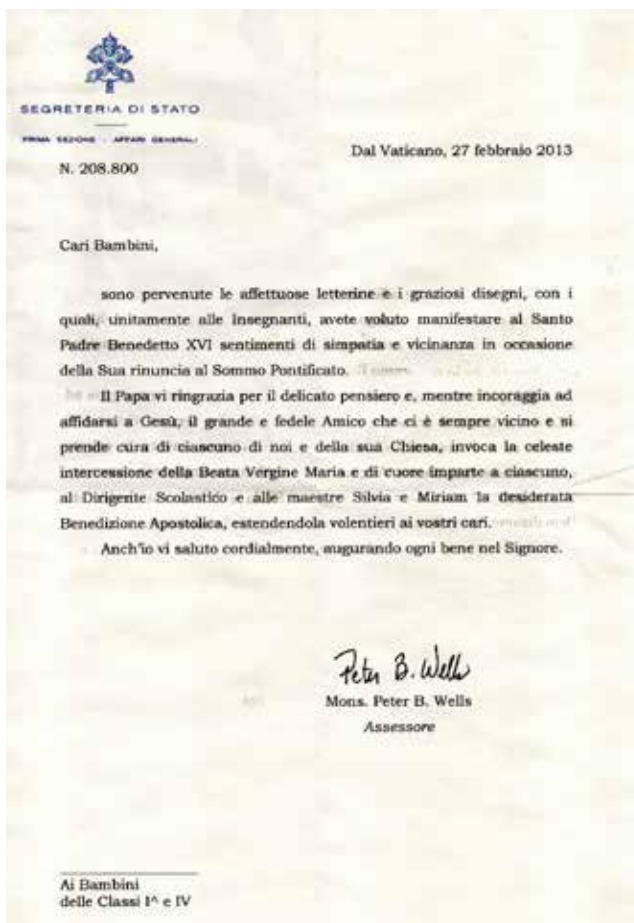 SEGRETERIA DI STATO
PRIMA SEZIONE - AFFARI GENERALI
Dal Vaticano, 27 febbraio 2013
N. 208.800
Cari Bambini,
sono pervenute le affettuose letterine e i graziosi disegni, con i
quali, unitamente alle Insegnanti, avete voluto manifestare al Santo
Padre Benedetto XVI sentimenti di simpatia e vicinanza in occasione
della Sua rinuncia al Sommo Pontificato.
Il Papa vi ringrazia per il delicato pensiero e, mentre incoraggia ad
affidarsi a Gesù, il grande e fedele Amico che ci è sempre vicino e si
prende cura di ciascuno di noi e della sua Chiesa, invoca la celeste
intercessione della Beata Vergine Maria e di cuore imparte a ciascuno,
al Dirigente Scolastico e alle maestre Silvia e Miriam la desiderata
Benedizione Apostolica, estendendola volentieri ai vostri cari.
Anch'io vi saluto cordialmente, augurando ogni bene nel Signore.
Peter B. Wells
Mons. Peter B. Wells
Assessore
Ai Bambini
delle Classi I^ e IV